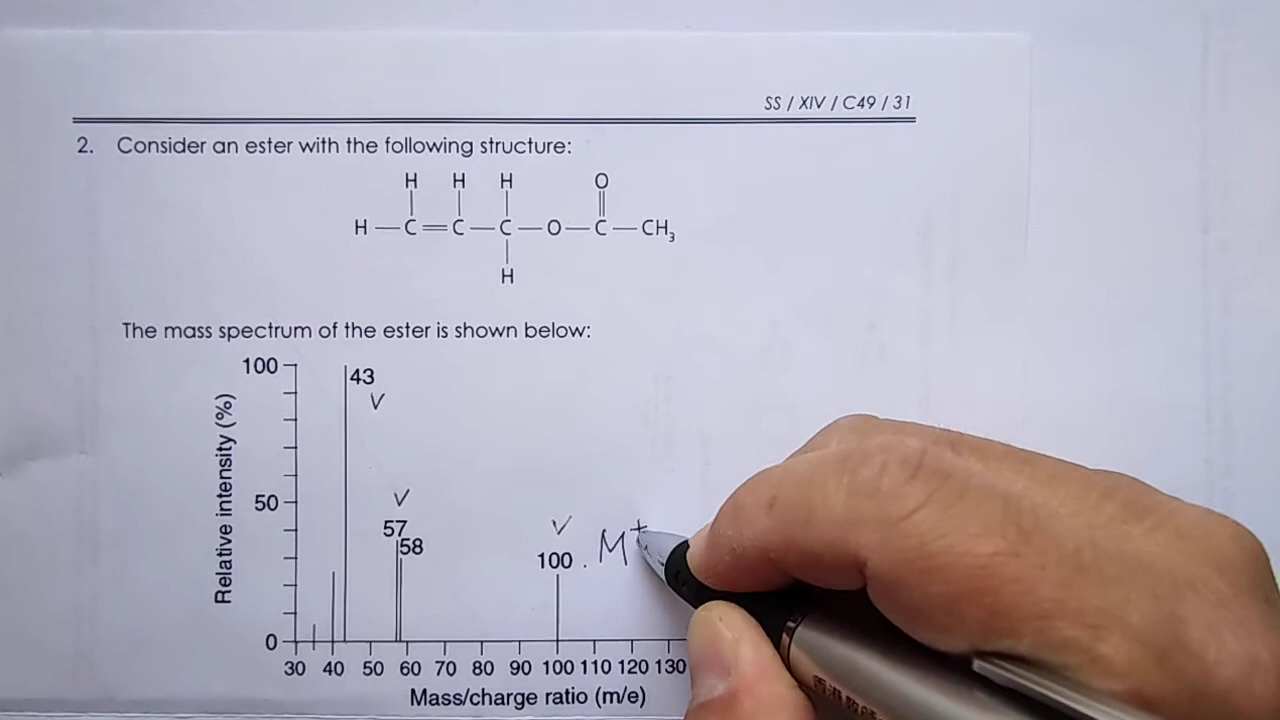 SS / XIV / C49 / 31
2. Consider an ester with the following structure:
H H H O
H — C = C — C — O — C — CH₃
H
The mass spectrum of the ester is shown below:
100
43
V
Relative intensity (%)
50
V
57
58
V
100 . M⁺
0
30 40 50 60 70 80 90 100 110 120 130
Mass/charge ratio (m/e)